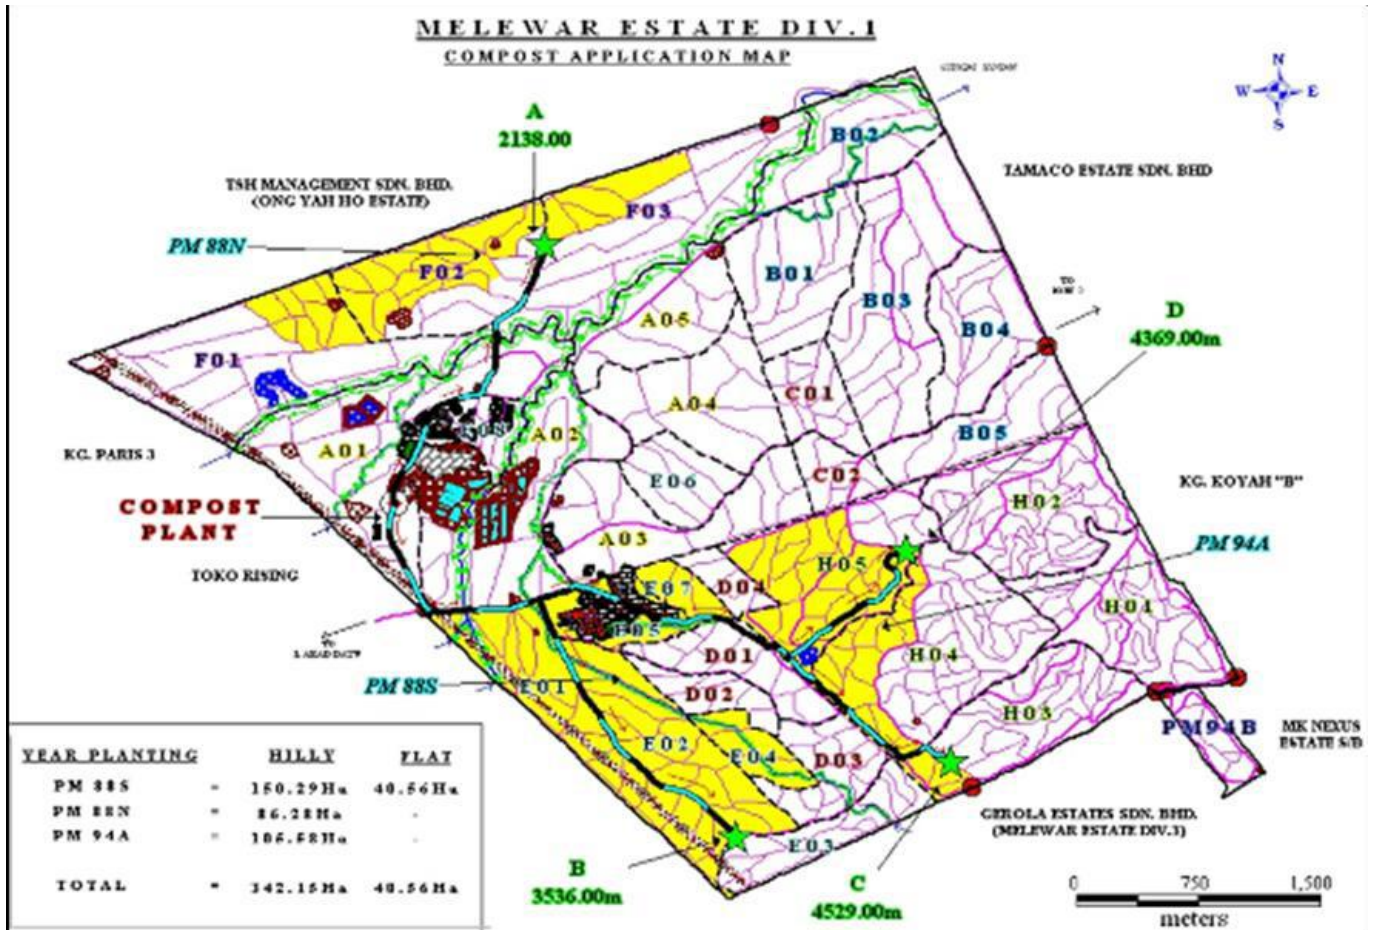 MELEWAR ESTATE DIV.1
COMPOST APPLICATION MAP
N
W E
S
A
2138.00
B02
TAMACO ESTATE SDN. BHD
TSH MANAGEMENT SDN. BHD.
(ONG YAH HO ESTATE)
F03
PM 88N
F02
B01
B03
TO
D
4369.00m
A05
B04
F01
C01
A04
B05
A02
A01
KG. PARIS 3
E06
C02
KG. KOYAH "B"
H02
COMPOST
PLANT
A03
PM 94A
H05
TOKO RISING
E07
D04
H01
E05
TO
LAHAD DATU
D01
H04
PM 88S
E01
D02
H03
PM94B
MK NEXUS
ESTATE S/B
E02
E04
D03
YEAR PLANTING HILLY FLAT
PM 88S = 150.29Ha 40.56Ha
PM 88N = 86.28Ha -
PM 94A = -
TOTAL = 342.15Ha 40.56Ha
GEROLA ESTATES SDN. BHD.
(MELEWAR ESTATE DIV.3)
E03
B
3536.00m
C
4529.00m
0 750 1,500
meters